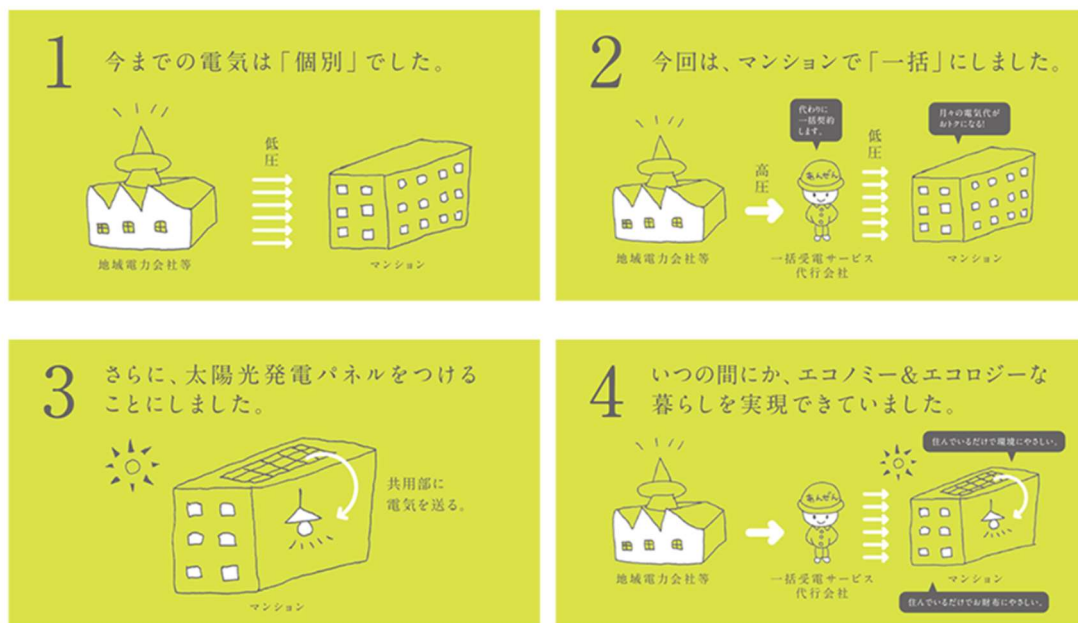 1
今までの電気は「個別」でした。
低圧
地域電力会社等
マンション
2
今回は、マンションで「一括」にしました。
代わりに
一括契約
します。
月々の電気代が
おトクになる!
高圧
低圧
あんぜん
地域電力会社等
一括受電サービス
代行会社
マンション
3
さらに、太陽光発電パネルをつける
ことにしました。
共用部に
電気を送る。
マンション
4
いつの間にか、エコノミー&エコロジーな
暮らしを実現できていました。
住んでいるだけで環境にやさしい。
あんぜん
地域電力会社等
一括受電サービス
代行会社
マンション
住んでいるだけでお財布にやさしい。